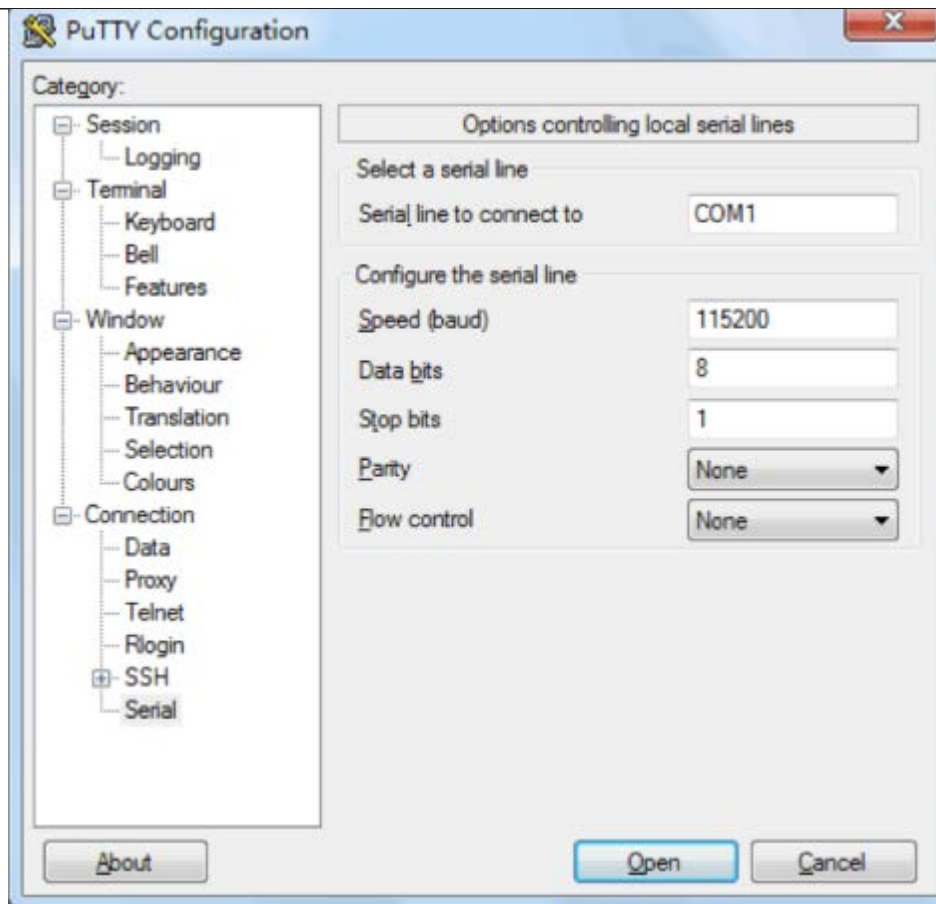 PuTTY Configuration
Category:
Session
Logging
Terminal
Keyboard
Bell
Features
Window
Appearance
Behaviour
Translation
Selection
Colours
Connection
Data
Proxy
Telnet
Rlogin
SSH
Serial
Options controlling local serial lines
Select a serial line
Serial line to connect to COM1
Configure the serial line
Speed (baud) 115200
Data bits 8
Stop bits 1
Parity None
Flow control None
About Open Cancel